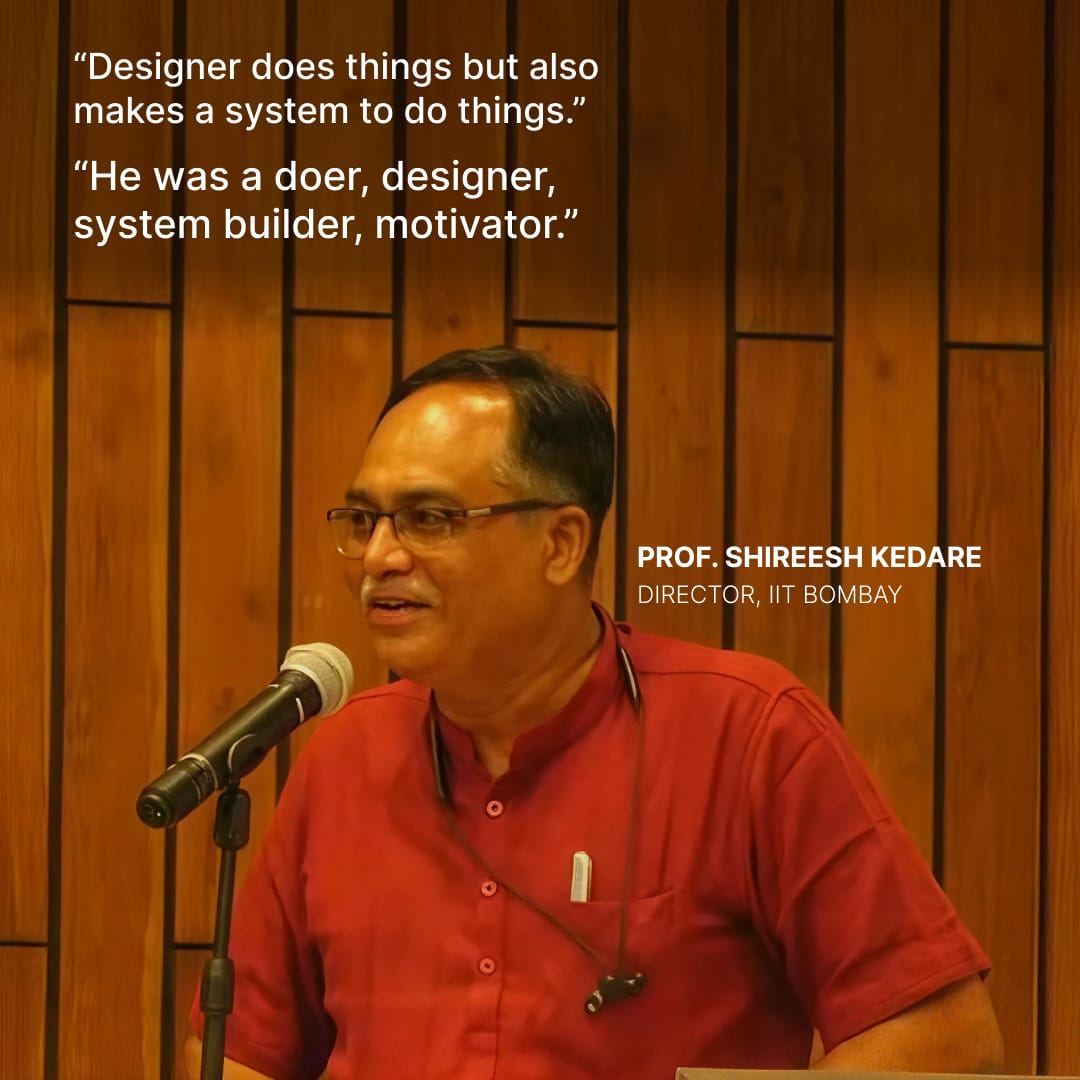 “Designer does things but also
makes a system to do things.”
“He was a doer, designer,
system builder, motivator.”
PROF. SHIREESH KEDARE
DIRECTOR, IIT BOMBAY